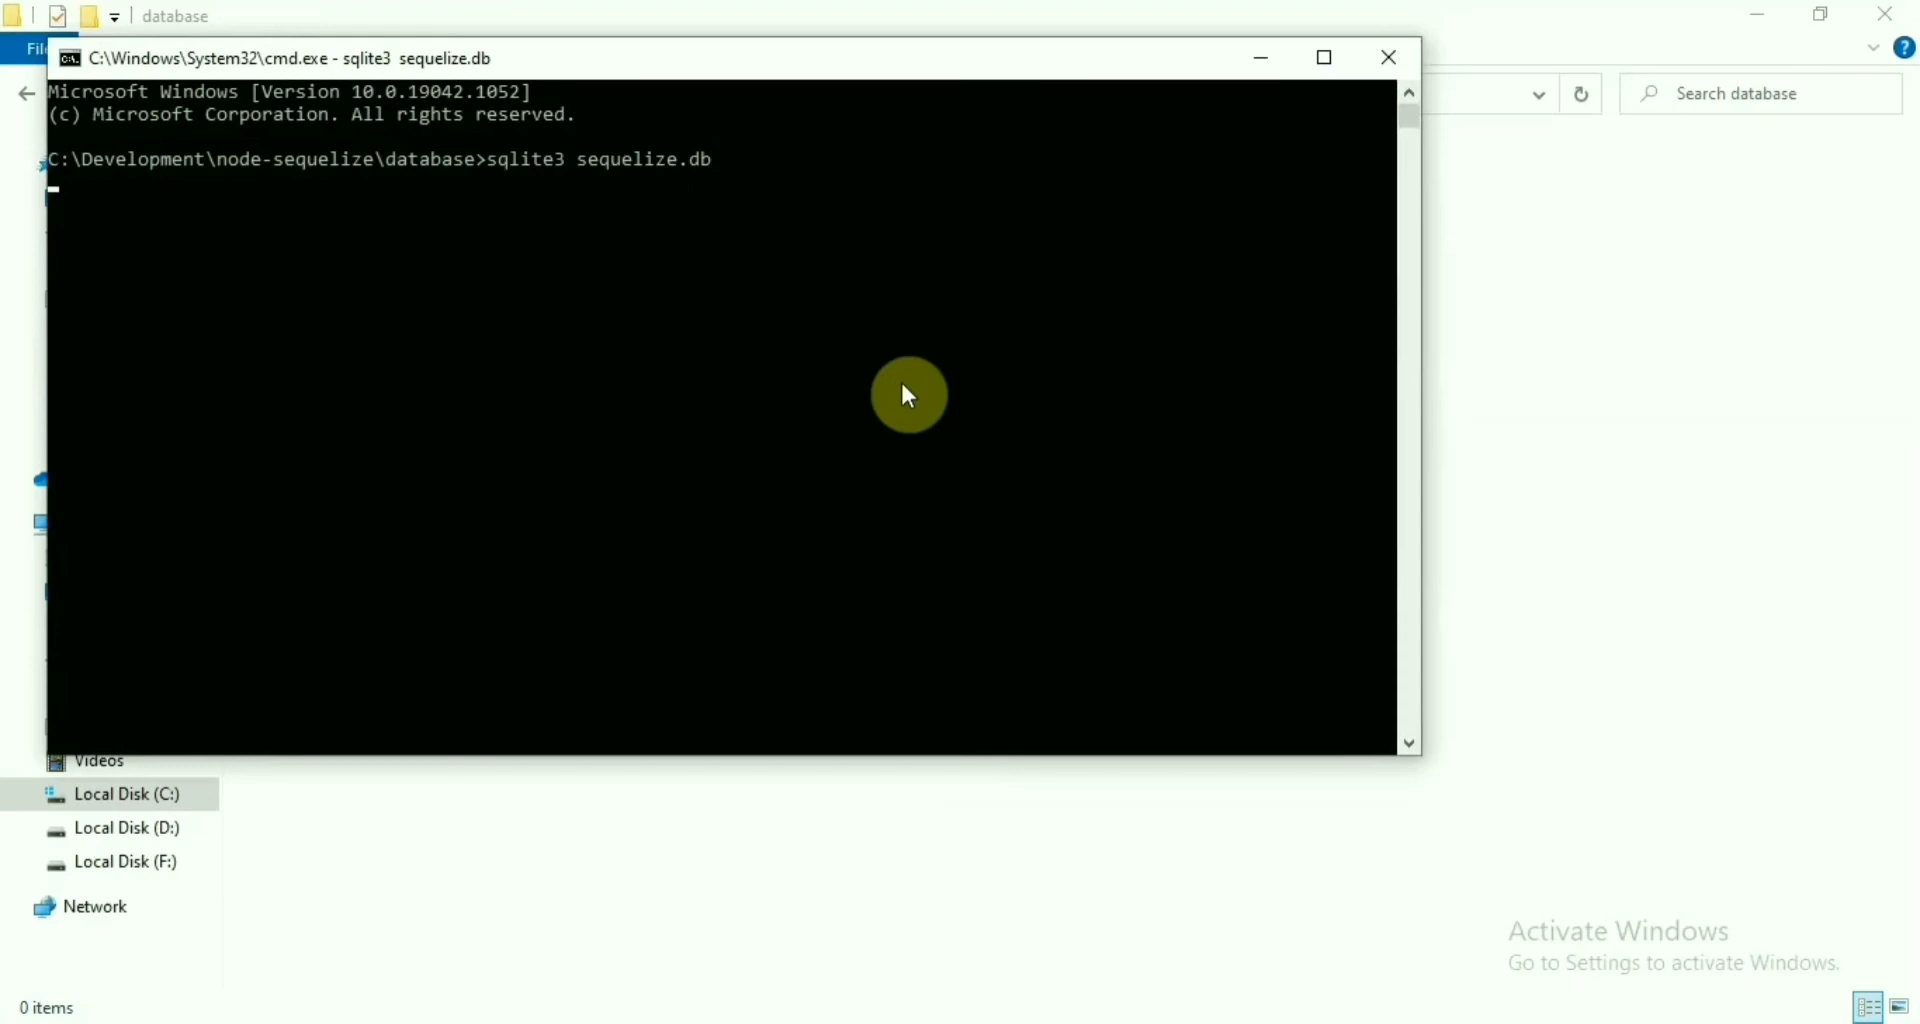 database
File
C:\Windows\System32\cmd.exe - sqlite3 sequelize.db
Microsoft Windows [Version 10.0.19042.1052]
(c) Microsoft Corporation. All rights reserved.
C:\Development\node-sequelize\database>sqlite3 sequelize.db
Search database
Videos
Local Disk (C:)
Local Disk (D:)
Local Disk (F:)
Network
Activate Windows
Go to Settings to activate Windows.
0 items